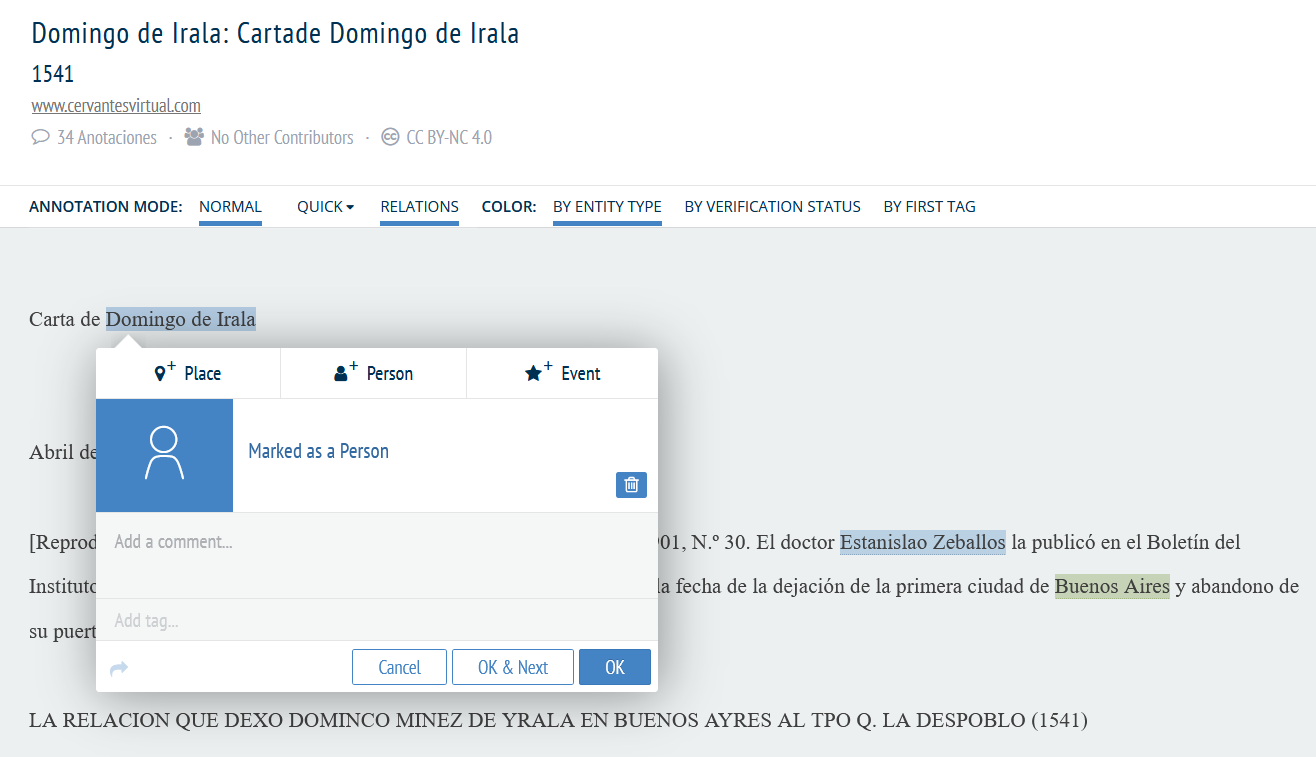 Domingo de Irala: Cartade Domingo de Irala
1541
www.cervantesvirtual.com
34 Anotaciones · No Other Contributors · CC BY-NC 4.0
ANNOTATION MODE: NORMAL QUICK RELATIONS COLOR: BY ENTITY TYPE BY VERIFICATION STATUS BY FIRST TAG
Carta de Domingo de Irala
Place Person Event
Marked as a Person
Abril de
[Reprod 01, N.º 30. El doctor Estanislao Zeballos la publicó en el Boletín del
Add a comment...
Instituto la fecha de la dejación de la primera ciudad de Buenos Aires y abandono de
Add tag...
su puert
Cancel OK & Next OK
LA RELACION QUE DEXO DOMINCO MINEZ DE YRALA EN BUENOS AYRES AL TPO Q. LA DESPOBLO (1541)